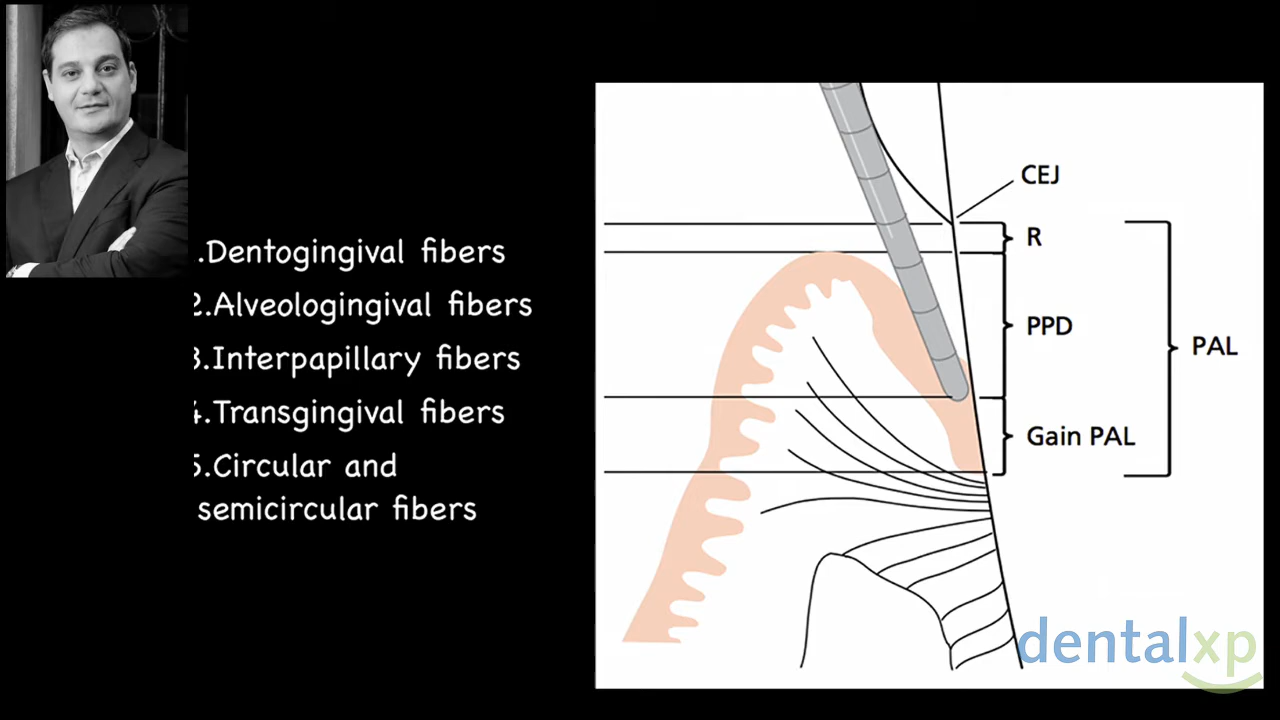 .Dentogingival fibers
2.Alveologingival fibers
3.Interpapillary fibers
4.Transgingival fibers
5.Circular and
semicircular fibers
CEJ
R
PPD
PAL
Gain PAL
dentalxp